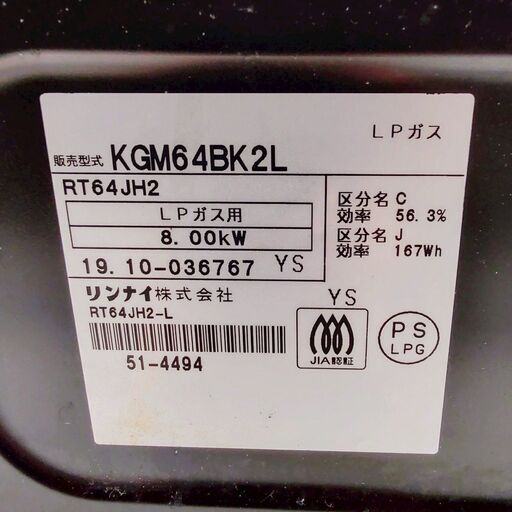 LPガス
販売型式 KGM64BK2L
RT64JH2
LPガス用
8.00kW
区分名 C
効率 56.3%
区分名 J
効率 167Wh
19.10-036767 YS
リンナイ株式会社
RT64JH2-L
YS
51-4494
JIA認証
PS
LPG